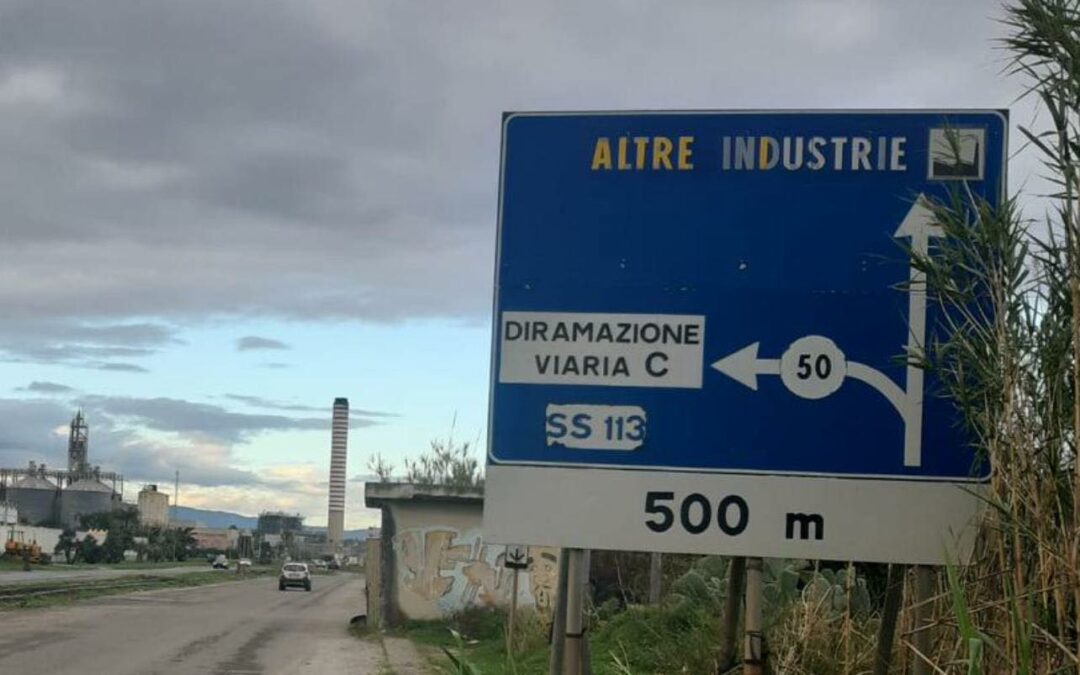 ALTRE INDUSTRIE
DIRAMAZIONE
VIARIA C
50
SS 113
500 m